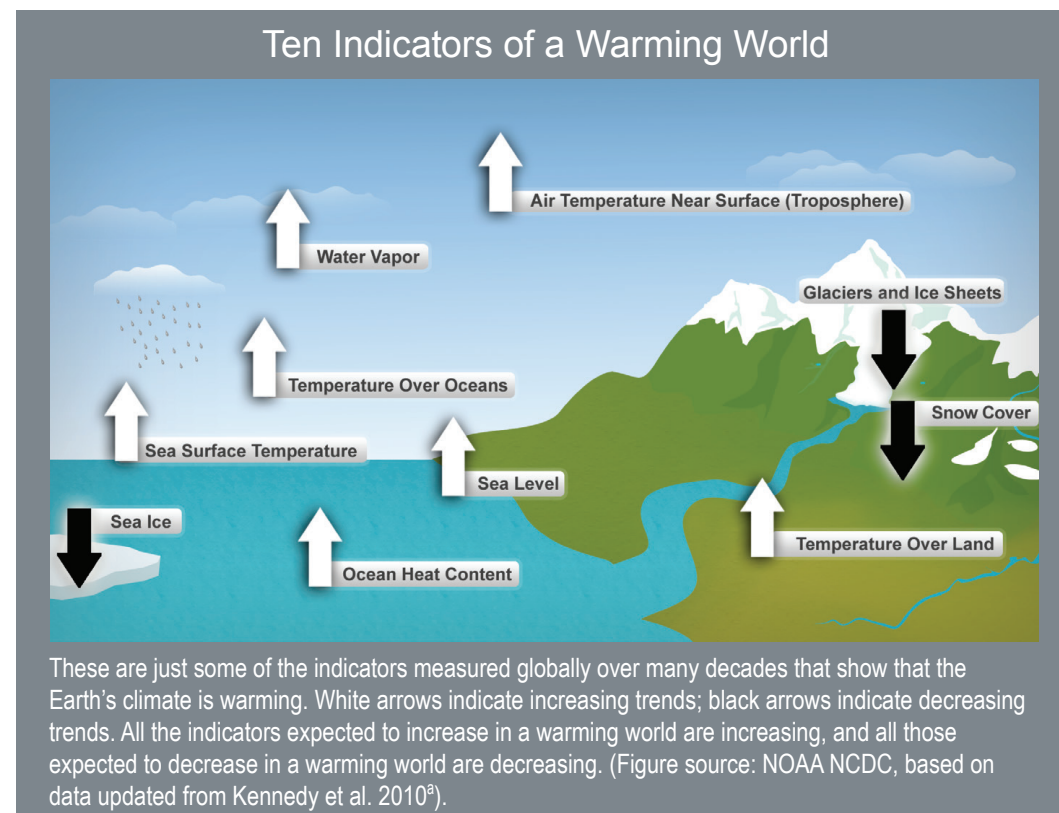 Ten Indicators of a Warming World
Air Temperature Near Surface (Troposphere)
Water Vapor
Glaciers and Ice Sheets
Temperature Over Oceans
Snow Cover
Sea Surface Temperature
Sea Level
Sea Ice
Temperature Over Land
Ocean Heat Content
These are just some of the indicators measured globally over many decades that show that the
Earth’s climate is warming. White arrows indicate increasing trends; black arrows indicate decreasing
trends. All the indicators expected to increase in a warming world are increasing, and all those
expected to decrease in a warming world are decreasing. (Figure source: NOAA NCDC, based on
data updated from Kennedy et al. 2010ª).